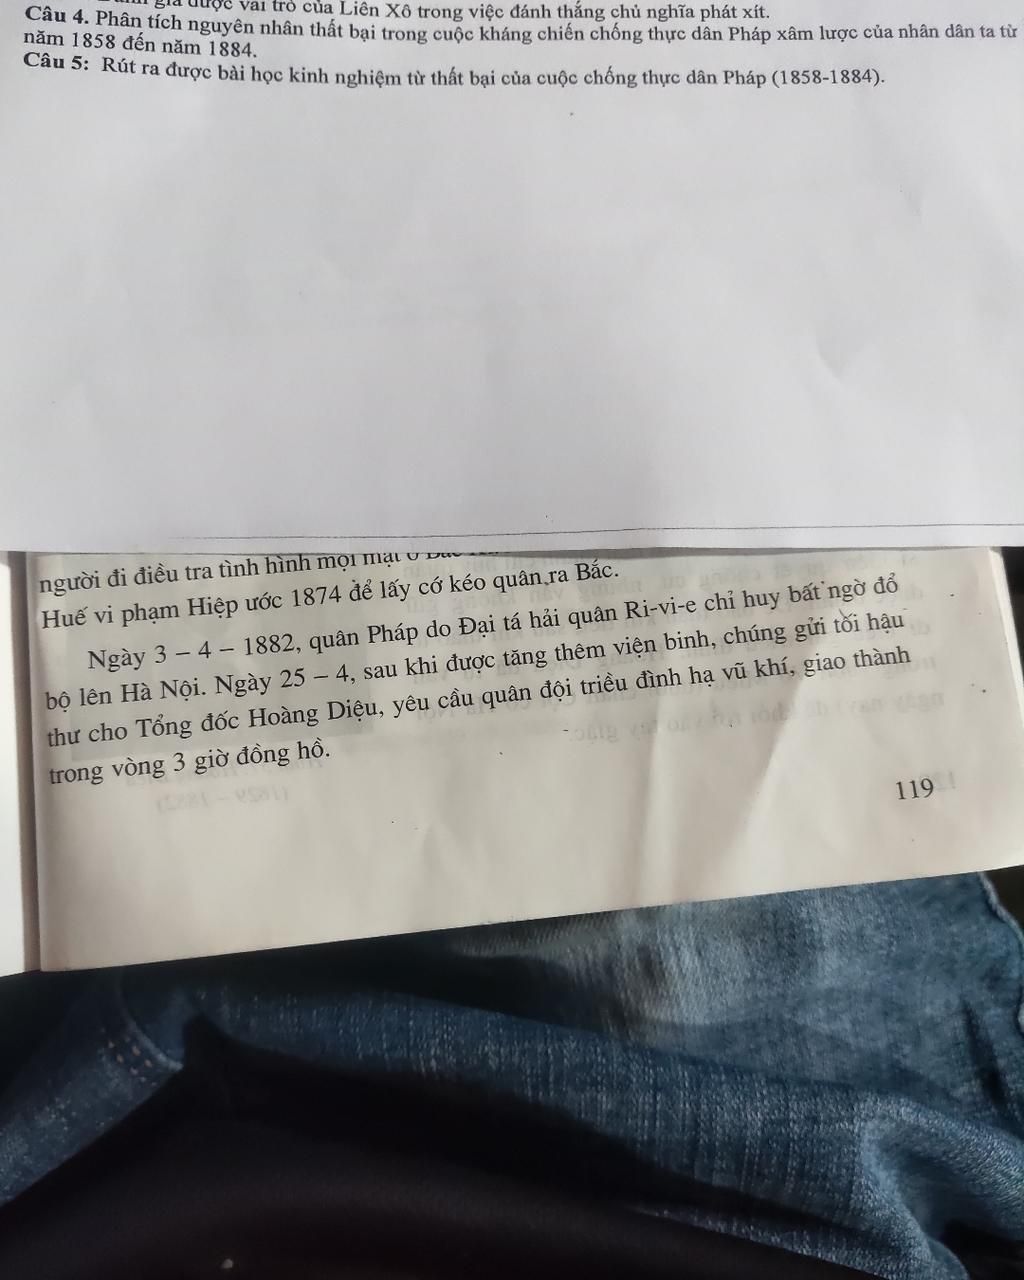 giá được vai trò của Liên Xô trong việc đánh thắng chủ nghĩa phát xít.
Câu 4. Phân tích nguyên nhân thất bại trong cuộc kháng chiến chống thực dân Pháp xâm lược của nhân dân ta từ
năm 1858 đến năm 1884.
Câu 5: Rút ra được bài học kinh nghiệm từ thất bại của cuộc chống thực dân Pháp (1858-1884).
người đi điều tra tình hình mọi mặt ở
Huế vi phạm Hiệp ước 1874 để lấy cớ kéo quân ra Bắc.
Ngày 3 – 4 – 1882, quân Pháp do Đại tá hải quân Ri-vi-e chỉ huy bất ngờ đổ
bộ lên Hà Nội. Ngày 25 – 4, sau khi được tăng thêm viện binh, chúng gửi tối hậu
thư cho Tổng đốc Hoàng Diệu, yêu cầu quân đội triều đình hạ vũ khí, giao thành
trong vòng 3 giờ đồng hồ.
119